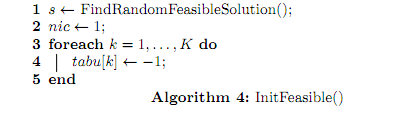 1 s ← FindRandomFeasibleSolution();
2 nic ← 1;
3 foreach k = 1, . . . , K do
4 | tabu[k] ← −1;
5 end
Algorithm 4: InitFeasible()